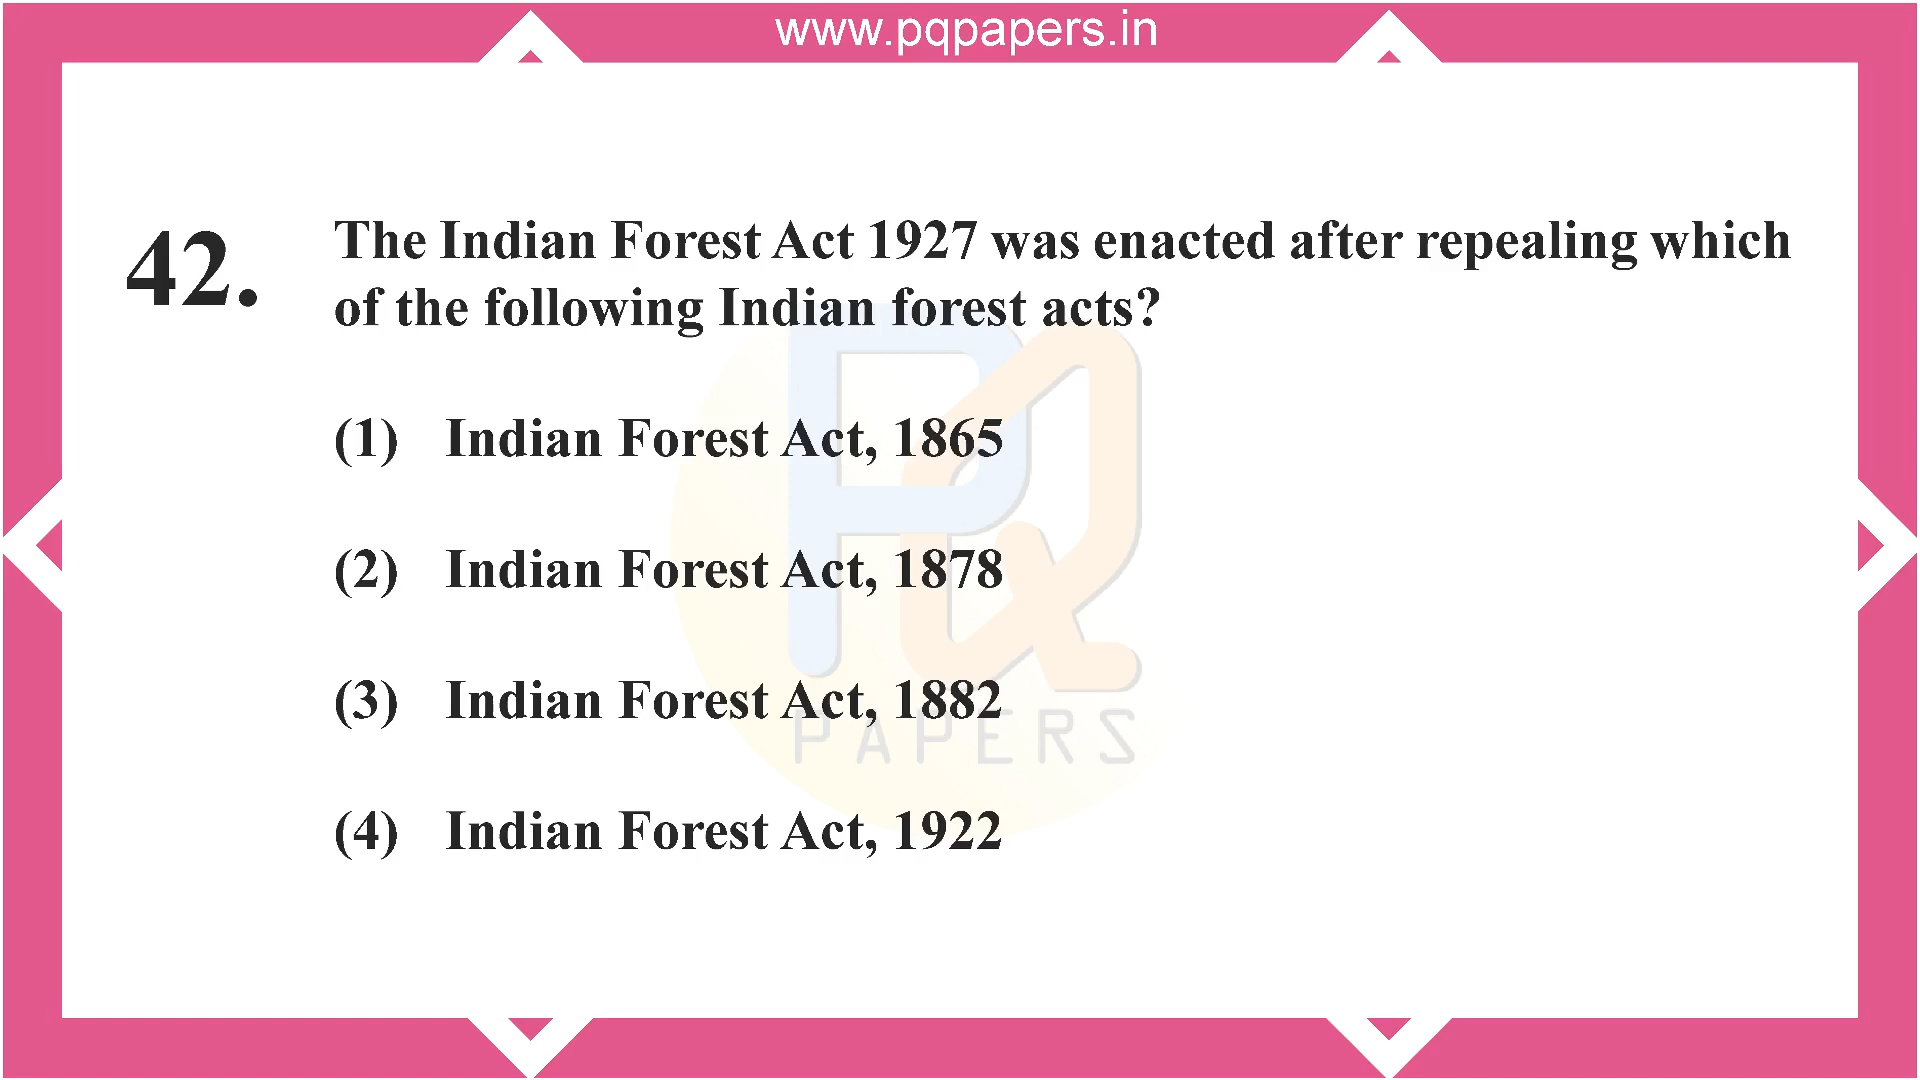 www.pqpapers.in
42.
The Indian Forest Act 1927 was enacted after repealing which
of the following Indian forest acts?
(1) Indian Forest Act, 1865
(2) Indian Forest Act, 1878
(3) Indian Forest Act, 1882
(4) Indian Forest Act, 1922
PQ
PAPERS